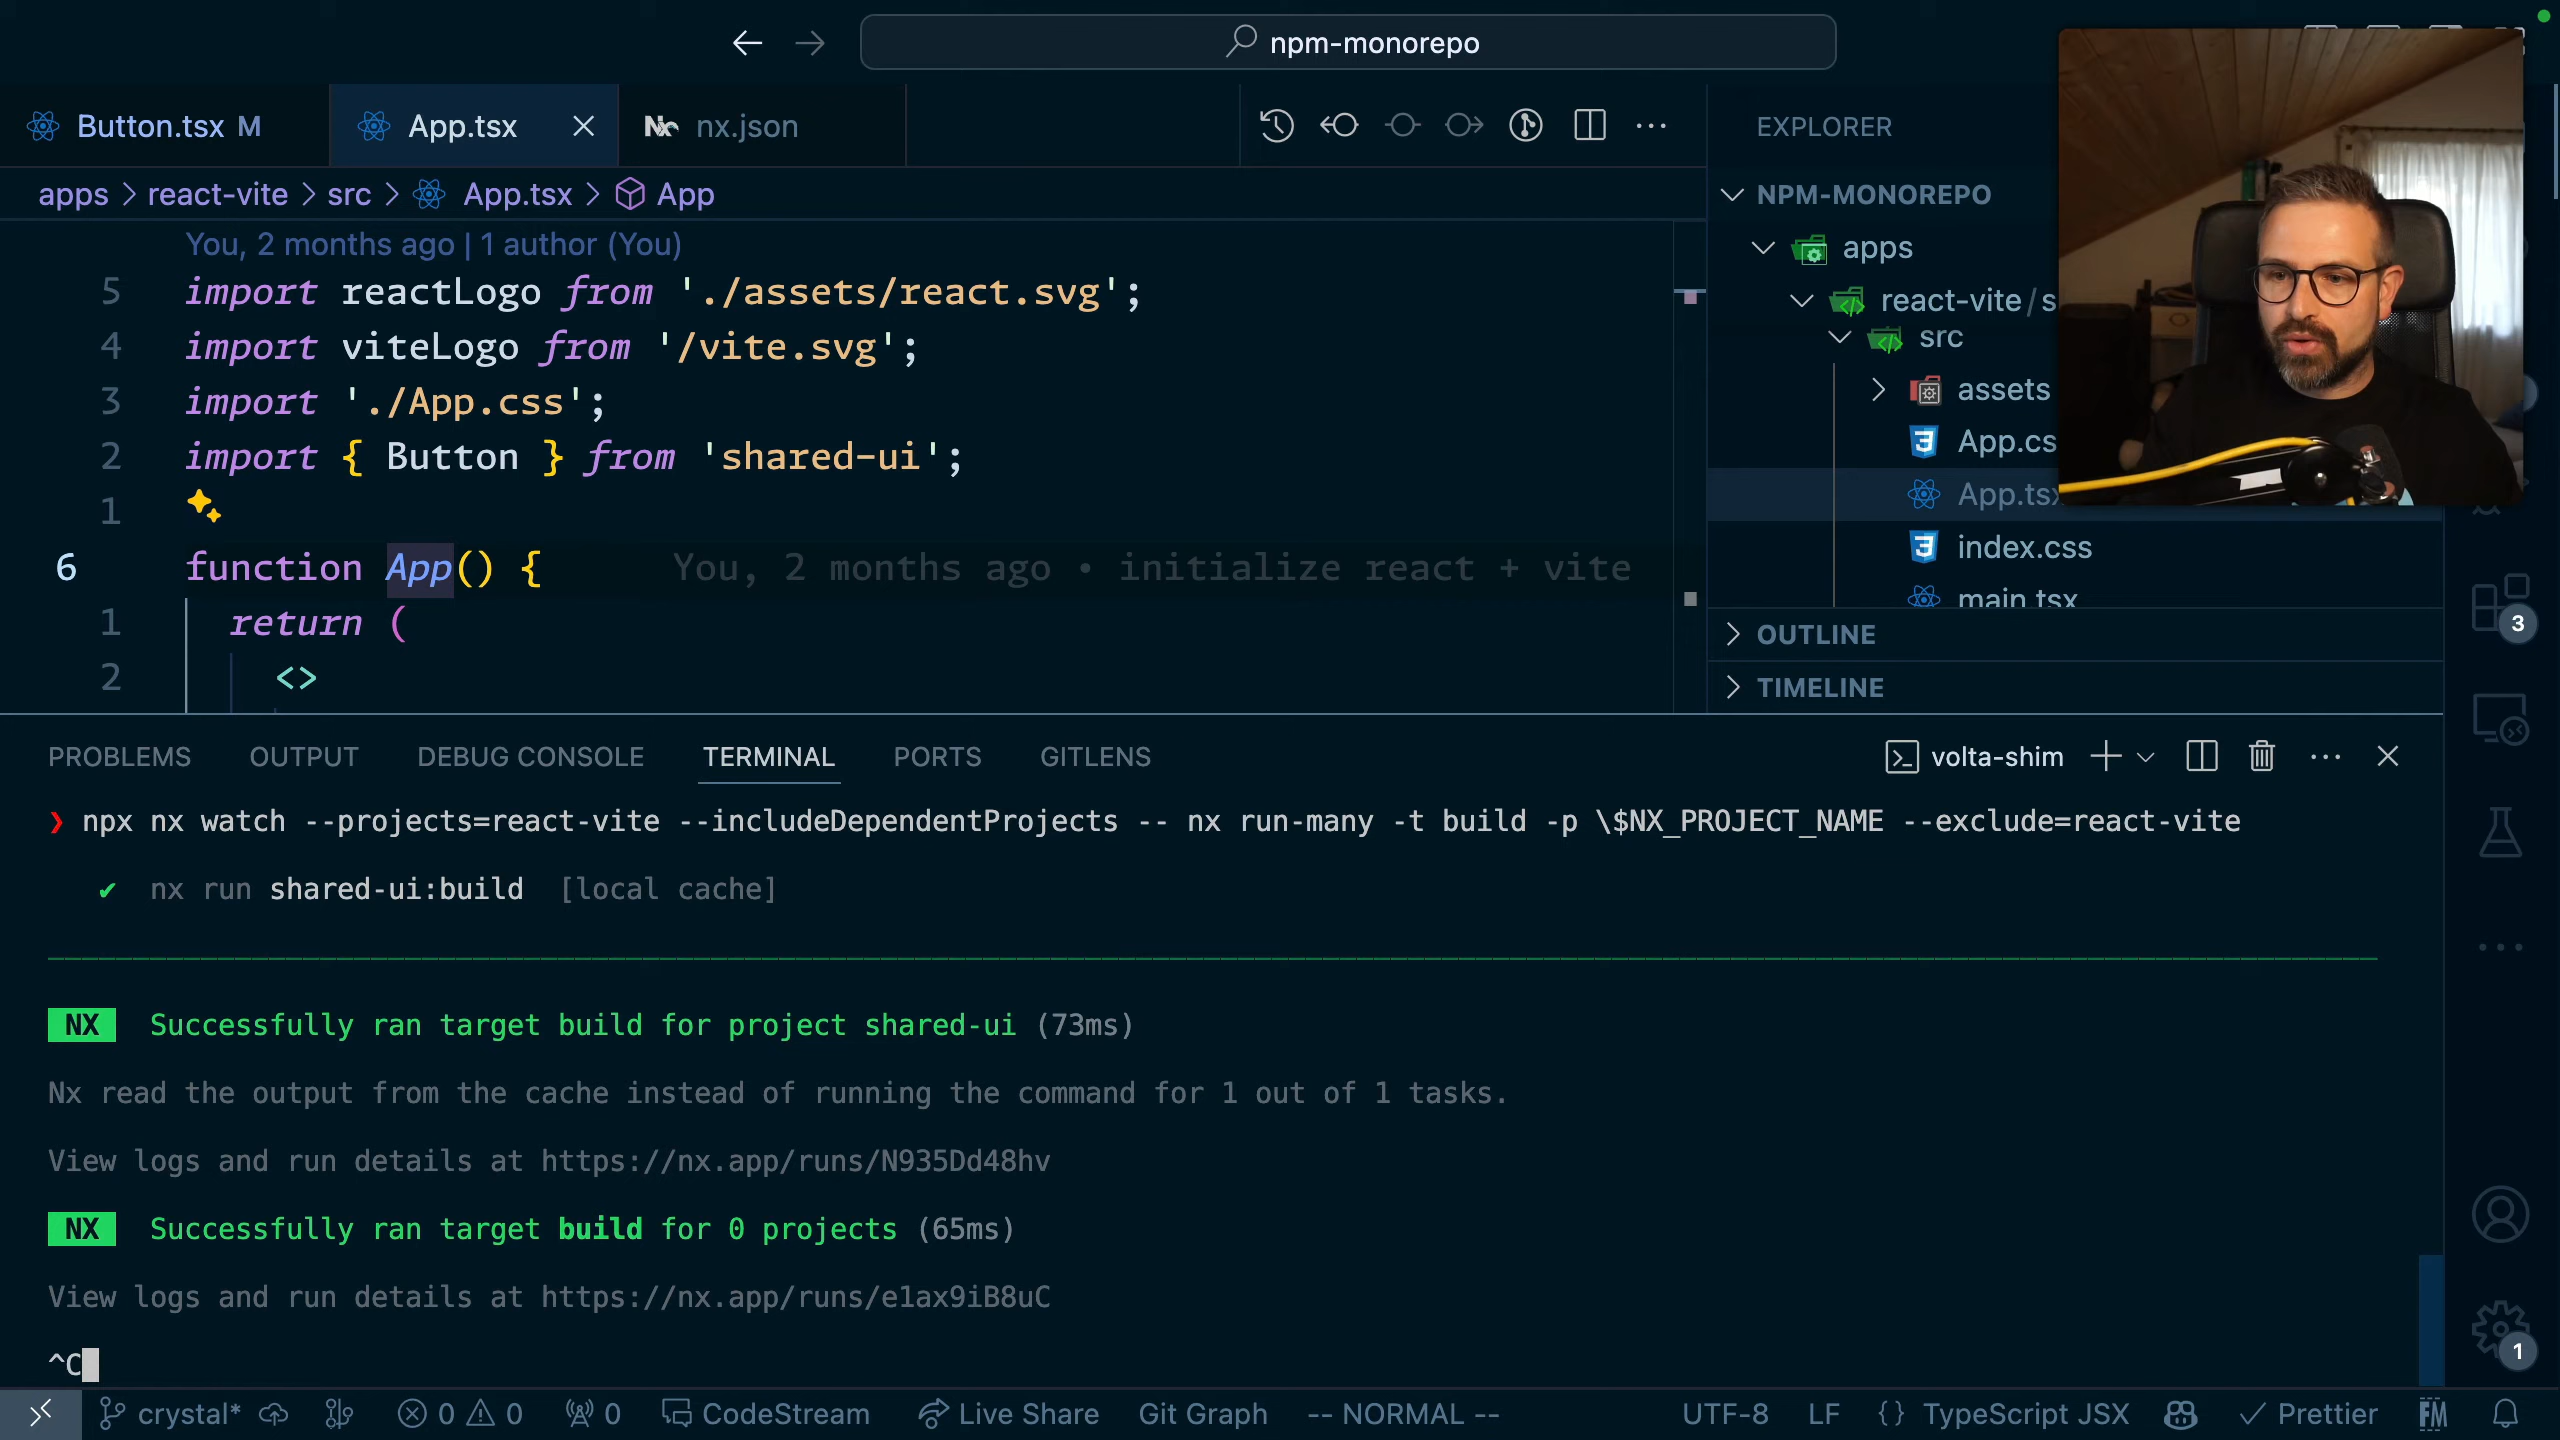 npm-monorepo
Button.tsx M
App.tsx
nx.json
apps > react-vite > src > App.tsx > App
You, 2 months ago | 1 author (You)
5 import reactLogo from './assets/react.svg';
4 import viteLogo from '/vite.svg';
3 import './App.css';
2 import { Button } from 'shared-ui';
1
6 function App() { You, 2 months ago • initialize react + vite
1 return (
2 <>
EXPLORER
NPM-MONOREPO
apps
react-vite / s
src
assets
App.cs
App.tsx
index.css
main.tsx
OUTLINE
TIMELINE
3
PROBLEMS OUTPUT DEBUG CONSOLE TERMINAL PORTS GITLENS
volta-shim
❯ npx nx watch --projects=react-vite --includeDependentProjects -- nx run-many -t build -p \$NX_PROJECT_NAME --exclude=react-vite
✔ nx run shared-ui:build [local cache]
NX Successfully ran target build for project shared-ui (73ms)
Nx read the output from the cache instead of running the command for 1 out of 1 tasks.
View logs and run details at https://nx.app/runs/N935Dd48hv
NX Successfully ran target build for 0 projects (65ms)
View logs and run details at https://nx.app/runs/e1ax9iB8uC
^C
1
crystal* 0 0 0 CodeStream Live Share Git Graph -- NORMAL -- UTF-8 LF {} TypeScript JSX Prettier FM